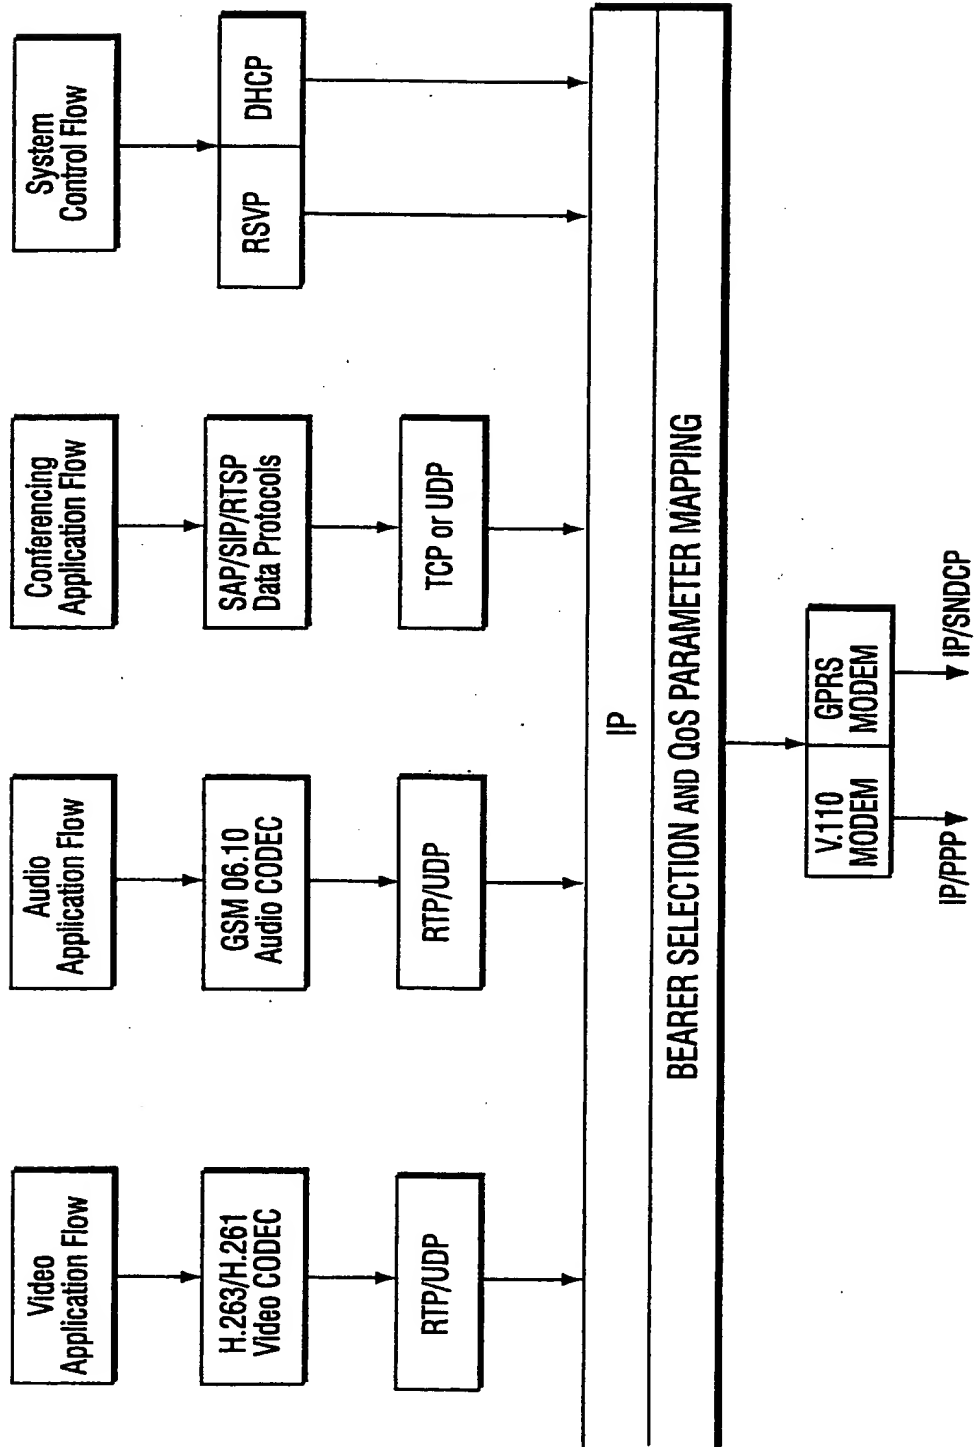 Video
Application Flow
H.263/H.261
Video CODEC
RTP/UDP
Audio
Application Flow
GSM 06.10
Audio CODEC
RTP/UDP
Conferencing
Application Flow
SAP/SIP/RTSP
Data Protocols
TCP or UDP
System
Control Flow
RSVP
DHCP
IP
BEARER SELECTION AND QoS PARAMETER MAPPING
V.110
MODEM
GPRS
MODEM
IP/PPP
IP/SNDCP